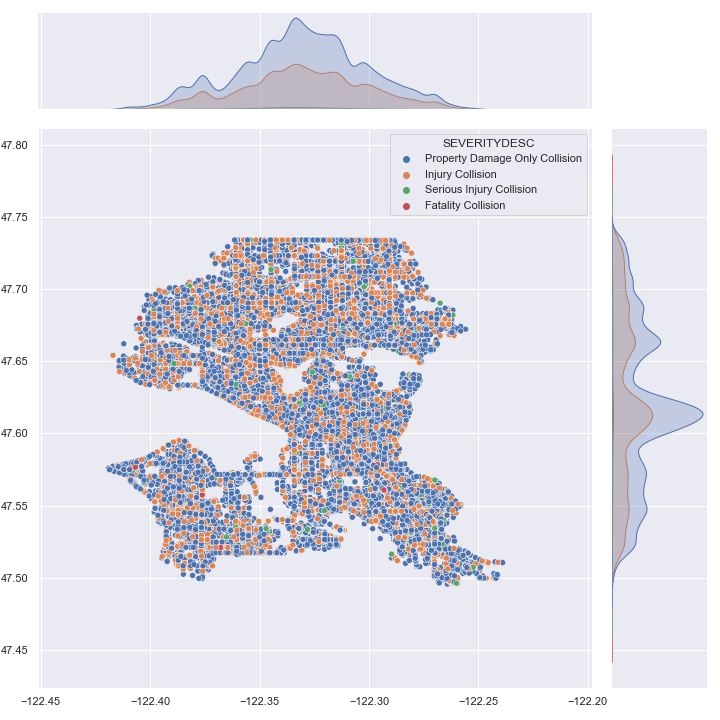 SEVERITYDESC
Property Damage Only Collision
Injury Collision
Serious Injury Collision
Fatality Collision
47.80
47.75
47.70
47.65
47.60
47.55
47.50
47.45
−122.45 −122.40 −122.35 −122.30 −122.25 −122.20